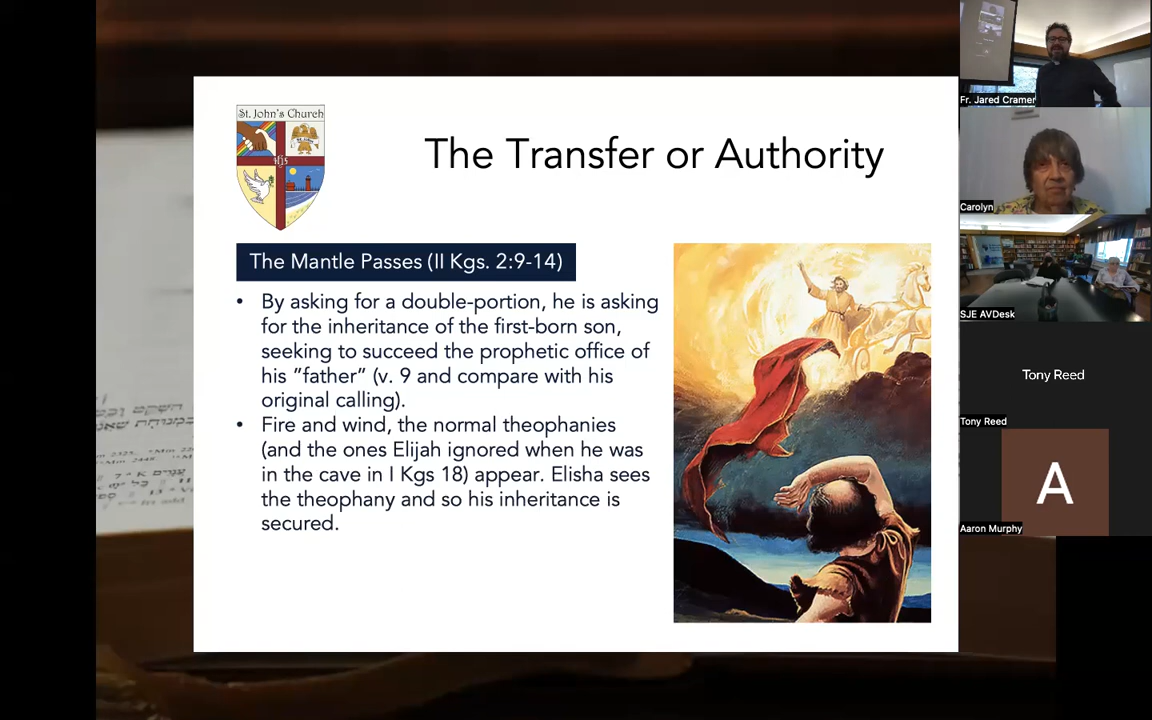 St. John's Church
The Transfer or Authority
The Mantle Passes (II Kgs. 2:9-14)
• By asking for a double-portion, he is asking
for the inheritance of the first-born son,
seeking to succeed the prophetic office of
his ”father” (v. 9 and compare with his
original calling).
• Fire and wind, the normal theophanies
(and the ones Elijah ignored when he was
in the cave in I Kgs 18) appear. Elisha sees
the theophany and so his inheritance is
secured.
Fr. Jared Cramer
Carolyn
SJE AVDesk
Tony Reed
Tony Reed
A
Aaron Murphy